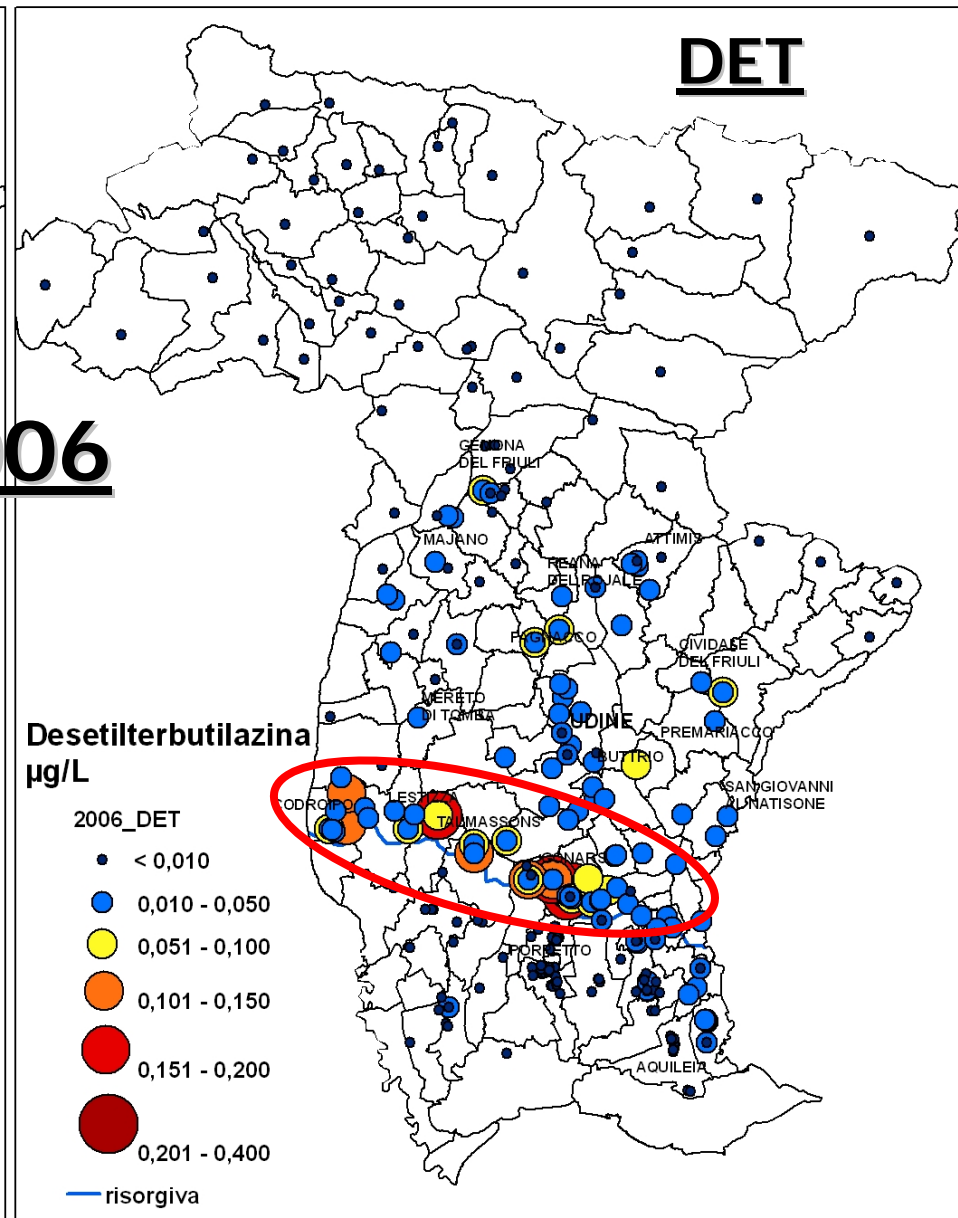 DET
06
GEMONA
DEL FRIULI
MAJANO
ATTIMIS
REANA
DEL ROJALE
PAGNACCO
CIVIDALE
DEL FRIULI
MERETO
DI TOMBA
UDINE
PREMARIACCO
BUTTRIO
SAN GIOVANNI
AL NATISONE
Desetilterbutilazina
µg/L
CODROIPO
LESTIZZA
TALMASSONS
GONARS
2006_DET
< 0,010
0,010 - 0,050
0,051 - 0,100
0,101 - 0,150
0,151 - 0,200
0,201 - 0,400
risorgiva
PORPETTO
AQUILEIA